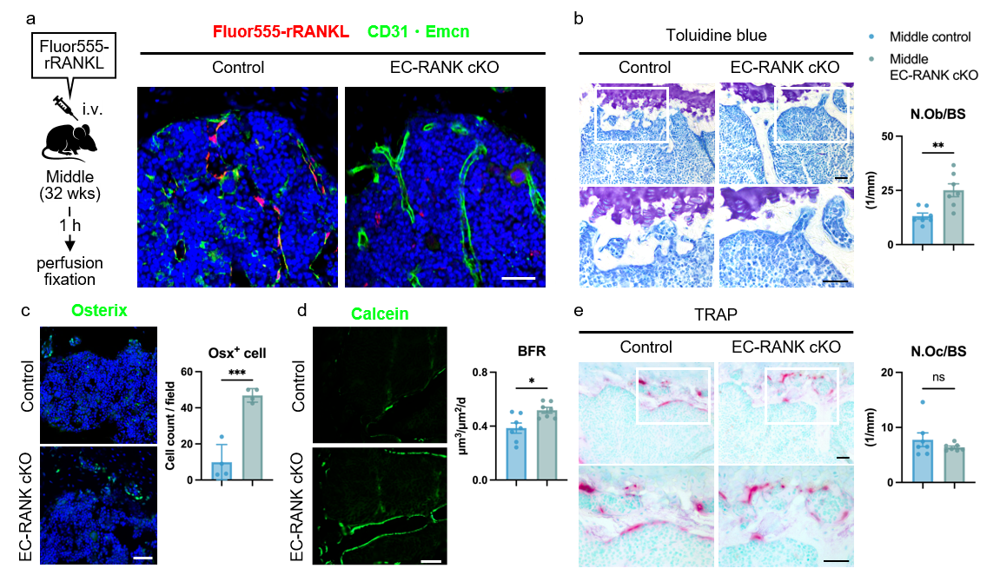 a
Fluor555-
rRANKL
i.v.
Middle
(32 wks)
1 h
perfusion
fixation
Fluor555-rRANKL CD31・Emcn
Control EC-RANK cKO
b
Toluidine blue
Control EC-RANK cKO
Middle control
Middle
EC-RANK cKO
N.Ob/BS
50
25
0
(1/mm)
**
c
Osterix
Control
EC-RANK cKO
Osx+ cell
60
40
20
0
Cell count / field
***
d
Calcein
Control
EC-RANK cKO
BFR
0.8
0.4
0.0
μm³/μm²/d
*
e
TRAP
Control EC-RANK cKO
N.Oc/BS
20
10
0
(1/mm)
ns